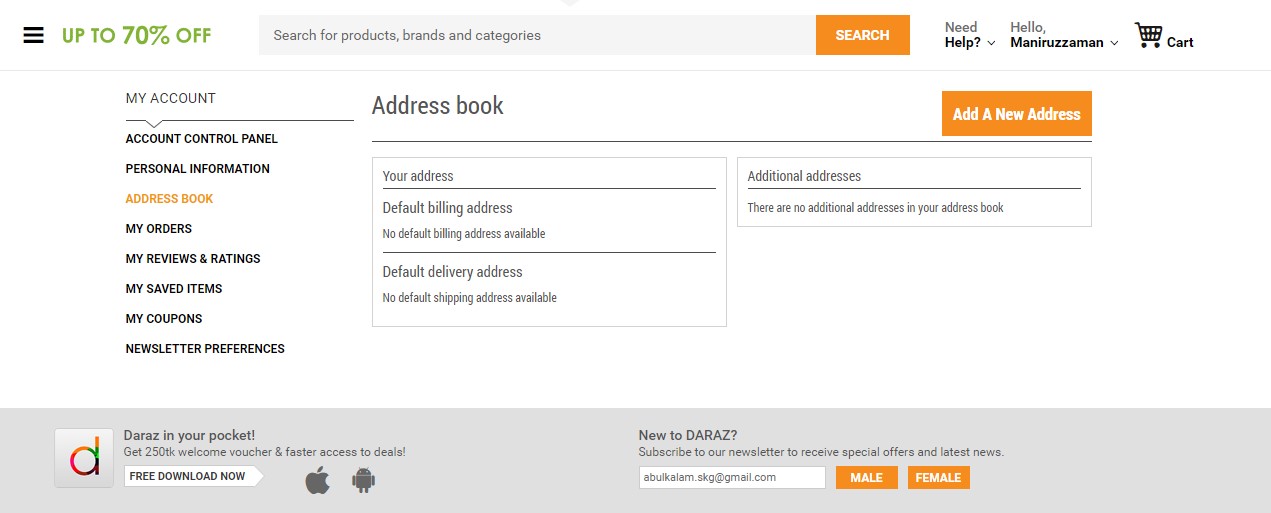 UP TO 70% OFF
Search for products, brands and categories
SEARCH
Need
Help?
Hello,
Maniruzzaman
Cart
MY ACCOUNT
ACCOUNT CONTROL PANEL
PERSONAL INFORMATION
ADDRESS BOOK
MY ORDERS
MY REVIEWS & RATINGS
MY SAVED ITEMS
MY COUPONS
NEWSLETTER PREFERENCES
Address book
Add A New Address
Your address
Default billing address
No default billing address available
Default delivery address
No default shipping address available
Additional addresses
There are no additional addresses in your address book
d
Daraz in your pocket!
Get 250tk welcome voucher & faster access to deals!
FREE DOWNLOAD NOW
New to DARAZ?
Subscribe to our newsletter to receive special offers and latest news.
abulkalam.skg@gmail.com
MALE
FEMALE